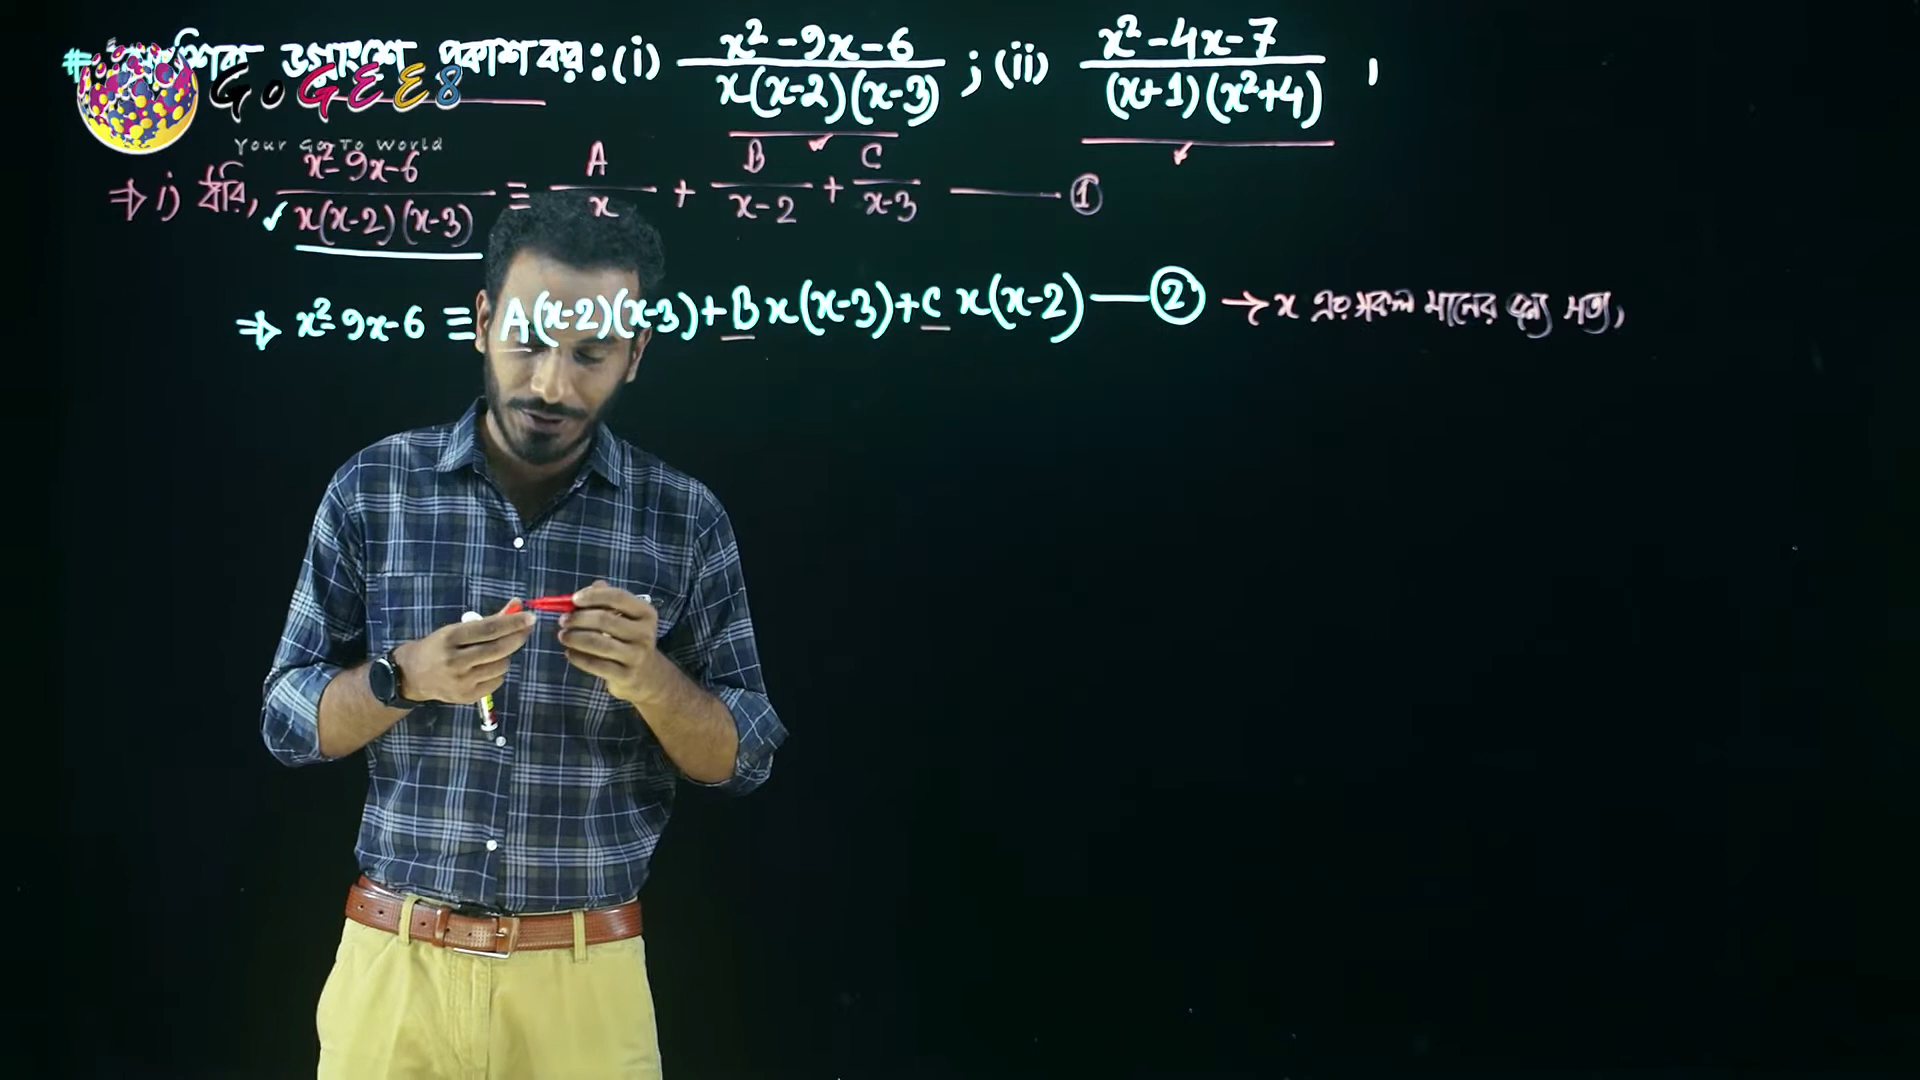 # শিক ভগ্নাংশে প্রকাশ কর : (i) x²-9x-6 / x(x-2)(x-3) ; (ii) x²-4x-7 / (x+1)(x²+4) ,
GoGEE8
Your Go To World
⇒ i) ধরি, x²-9x-6 / x(x-2)(x-3) ≡ A/x + B/x-2 + C/x-3 —— ①
⇒ x²-9x-6 ≡ A(x-2)(x-3)+Bx(x-3)+C x(x-2) —— ② → x এর সকল মানের জন্য সত্য,